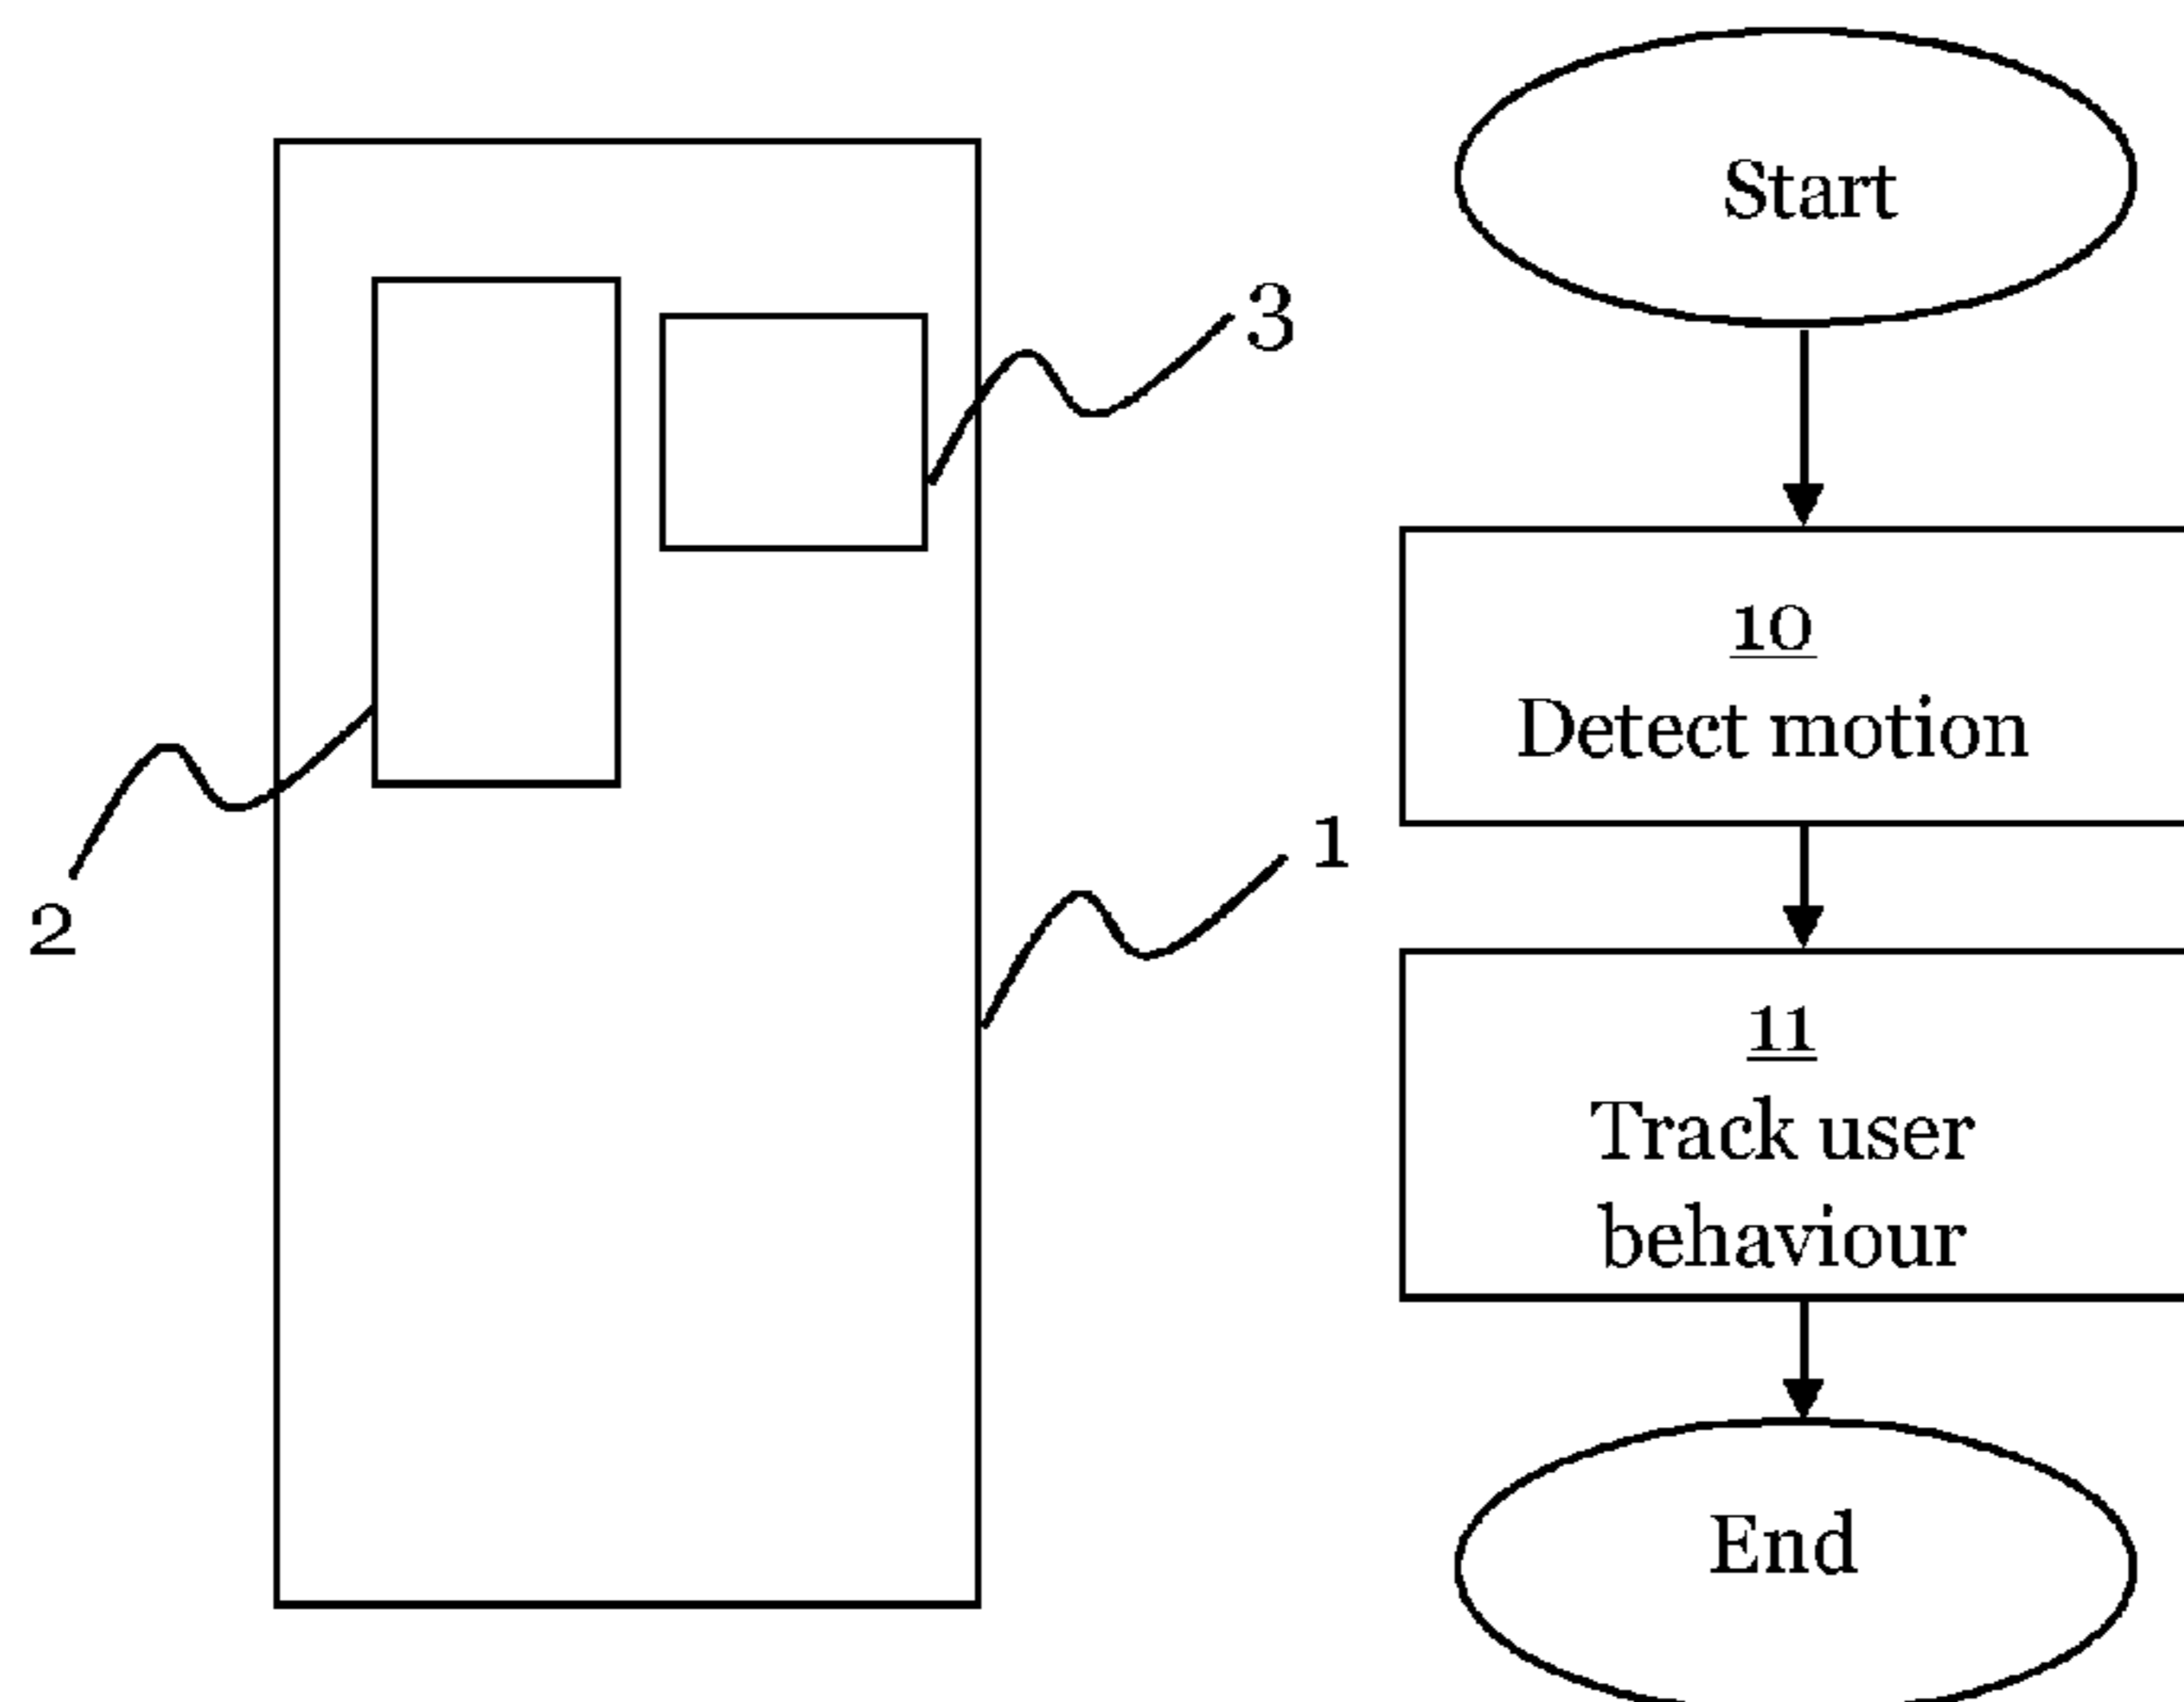 3
2
1
Start
10
Detect motion
11
Track user
behaviour
End